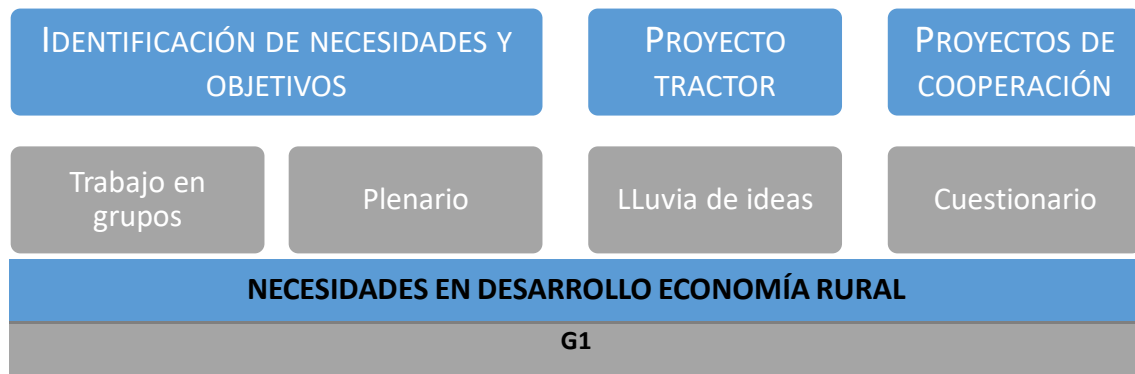 IDENTIFICACIÓN DE NECESIDADES Y
OBJETIVOS
PROYECTO
TRACTOR
PROYECTOS DE
COOPERACIÓN
Trabajo en
grupos
Plenario
LLuvia de ideas
Cuestionario
NECESIDADES EN DESARROLLO ECONOMÍA RURAL
G1